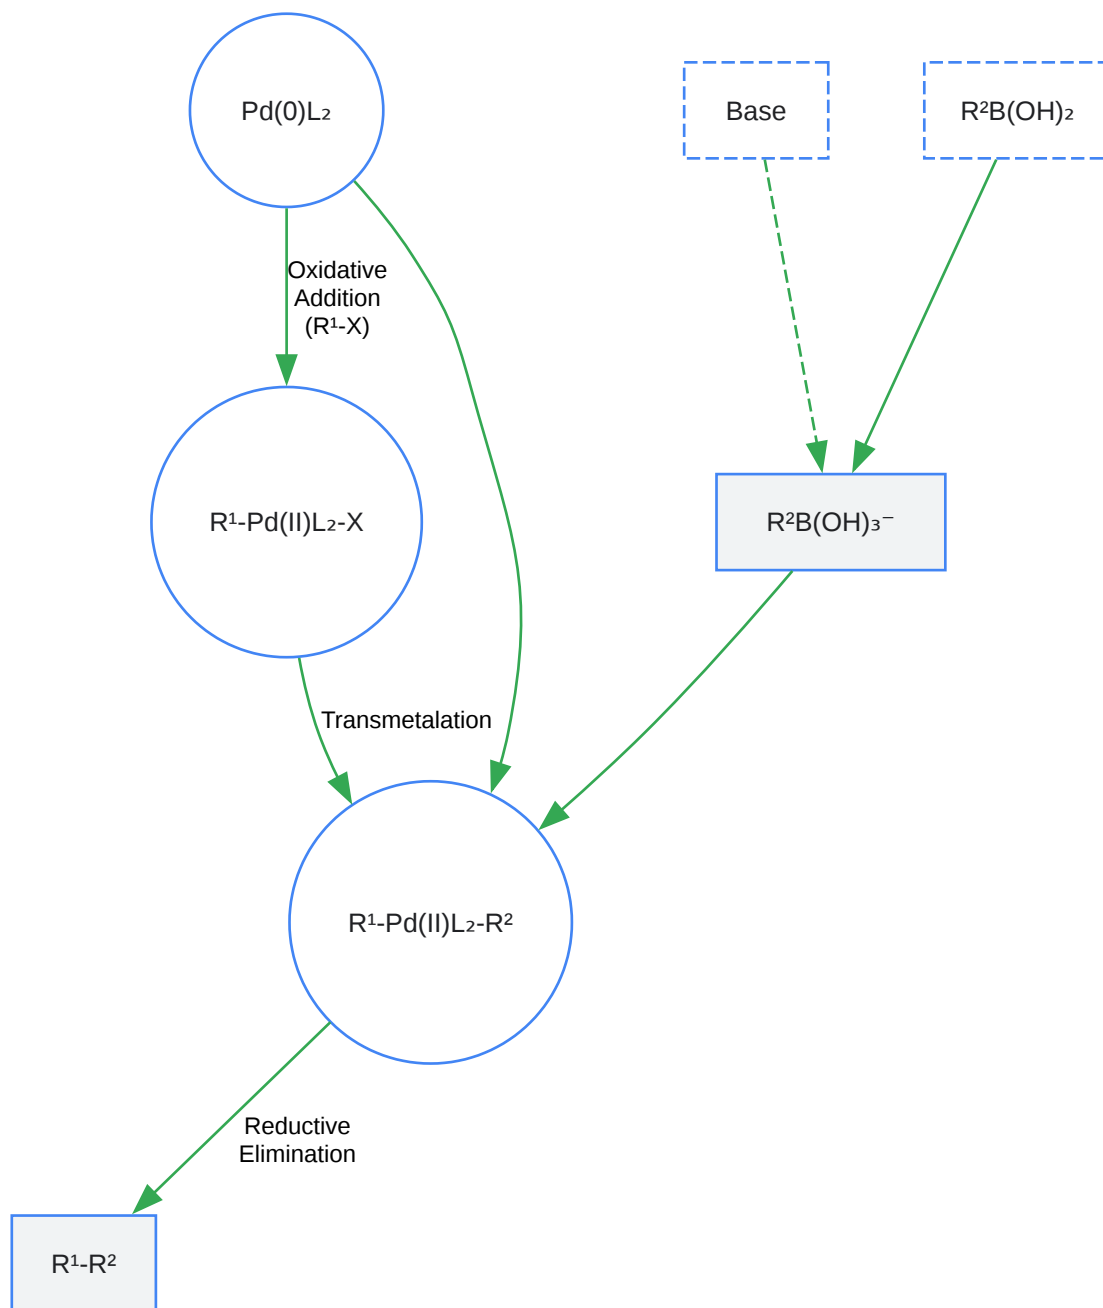 Pd(0)L₂
Base
R²B(OH)₂
Oxidative
Addition
(R¹-X)
R¹-Pd(II)L₂-X
R²B(OH)₃⁻
Transmetalation
R¹-Pd(II)L₂-R²
Reductive
Elimination
R¹-R²